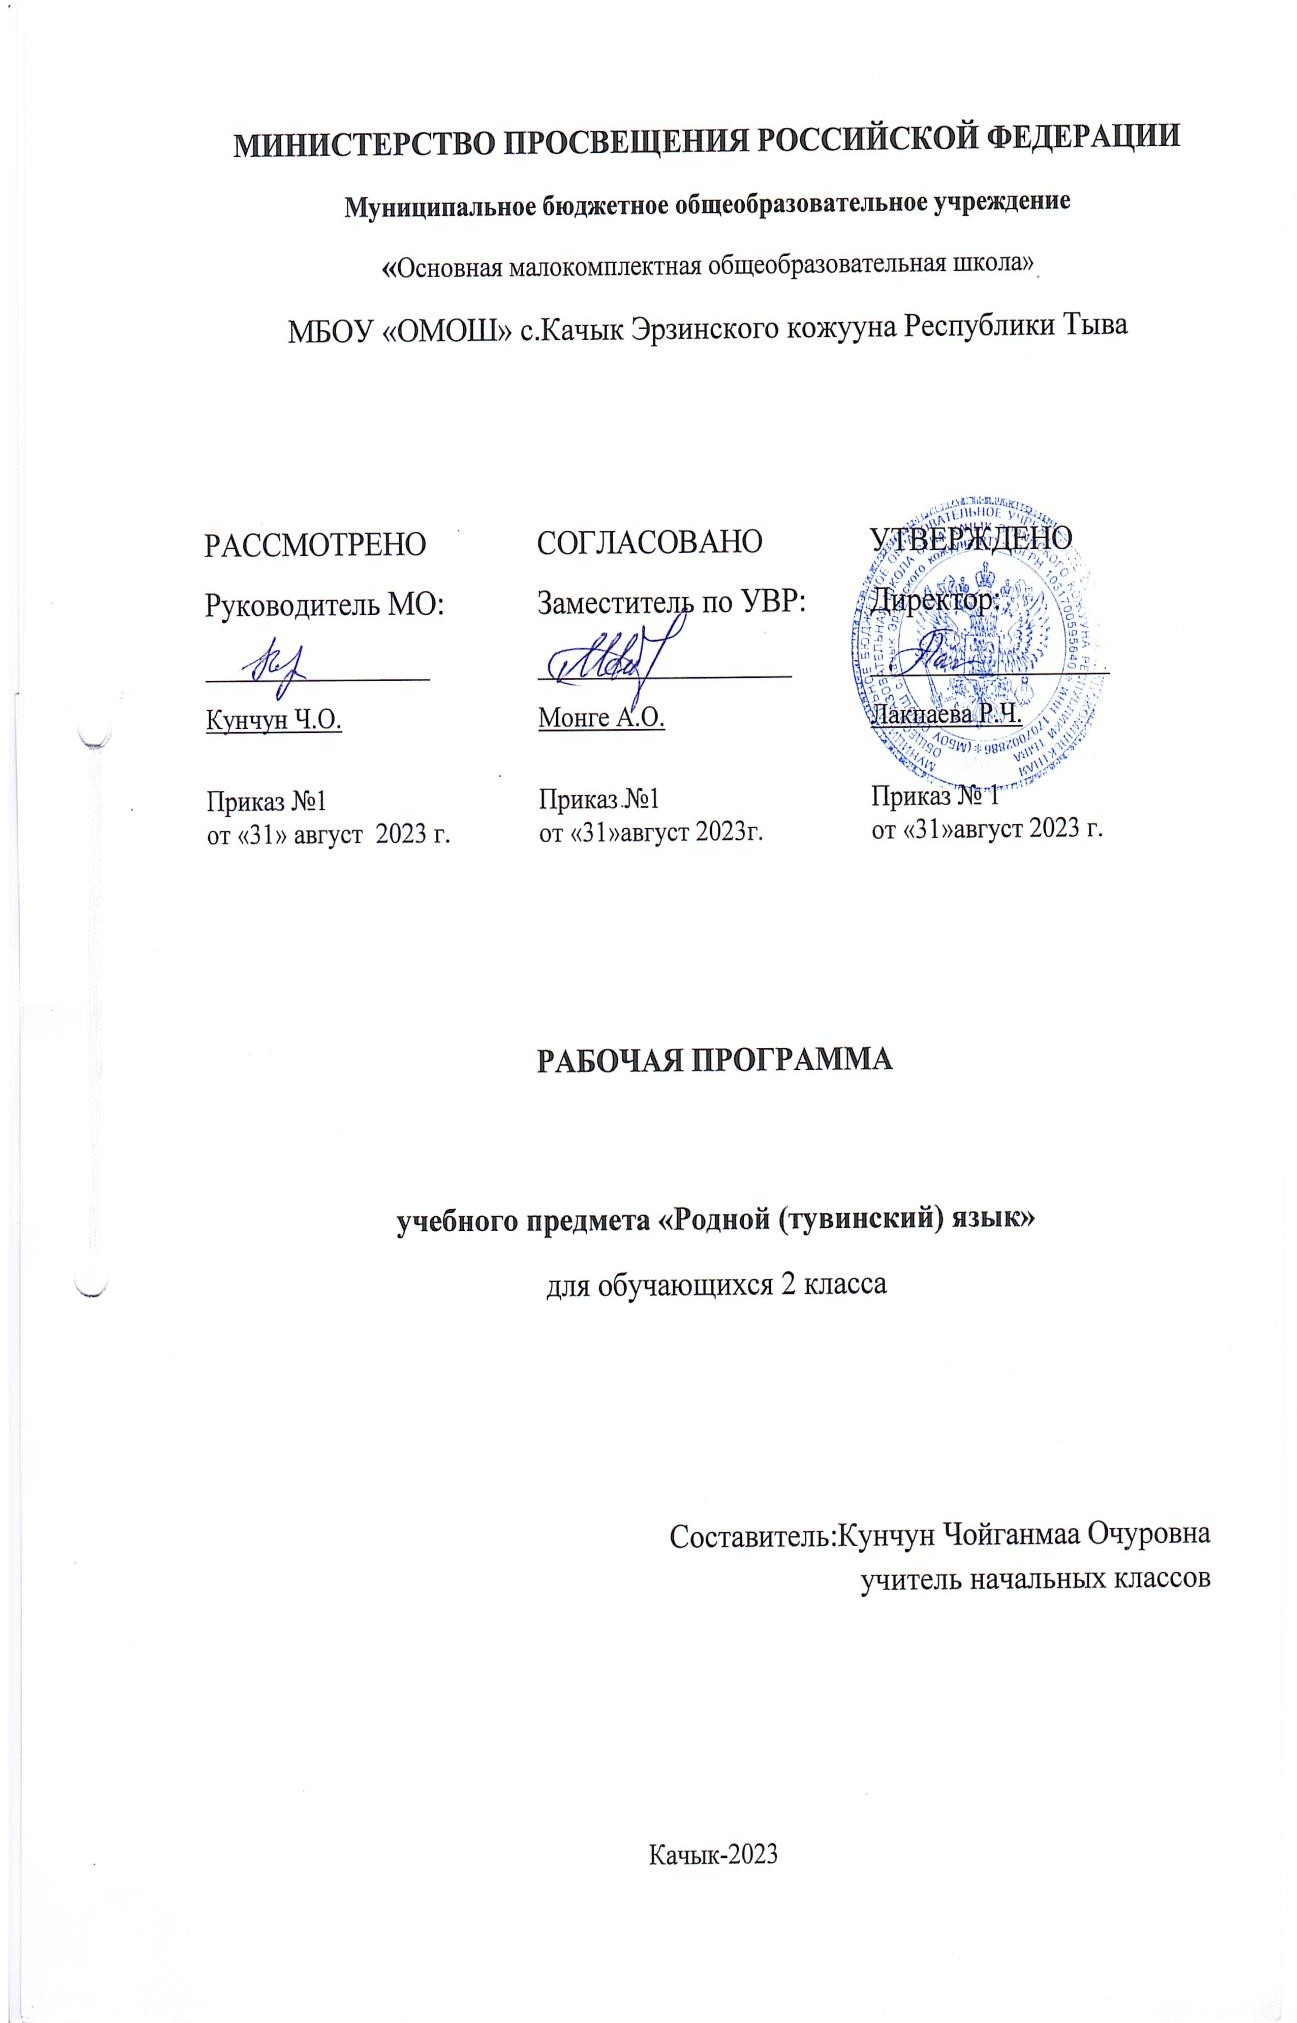 МИНИСТЕРСТВО ПРОСВЕЩЕНИЯ РОССИЙСКОЙ ФЕДЕРАЦИИ
Муниципальное бюджетное общеобразовательное учреждение
«Основная малокомплектная общеобразовательная школа»
МБОУ «ОМОШ» с.Качык Эрзинского кожууна Республики Тыва
РАССМОТРЕНО
Руководитель МО:
Кунчун Ч.О.
Приказ №1
от «31» август 2023 г.
СОГЛАСОВАНО
Заместитель по УВР:
Монге А.О.
Приказ №1
от «31»август 2023г.
УТВЕРЖДЕНО
Директор:
Лакпаева Р.Ч.
Приказ № 1
от «31»август 2023 г.
РАБОЧАЯ ПРОГРАММА
учебного предмета «Родной (тувинский) язык»
для обучающихся 2 класса
Составитель:Кунчун Чойганмаа Очуровна
учитель начальных классов
Качык-2023